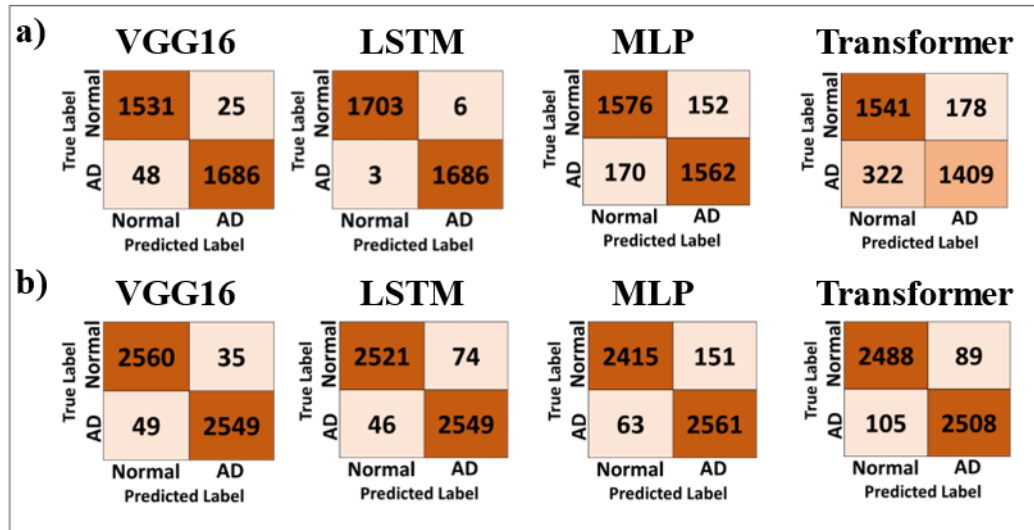 a)
VGG16 LSTM MLP Transformer
True Label Normal 1531 25 True Label Normal 1703 6 True Label Normal 1576 152 True Label Normal 1541 178
AD 48 1686 AD 3 1686 AD 170 1562 AD 322 1409
Normal AD Normal AD Normal AD Normal AD
Predicted Label Predicted Label Predicted Label Predicted Label
b)
VGG16 LSTM MLP Transformer
True Label Normal 2560 35 True Label Normal 2521 74 True Label Normal 2415 151 True Label Normal 2488 89
AD 49 2549 AD 46 2549 AD 63 2561 AD 105 2508
Normal AD Normal AD Normal AD Normal AD
Predicted Label Predicted Label Predicted Label Predicted Label